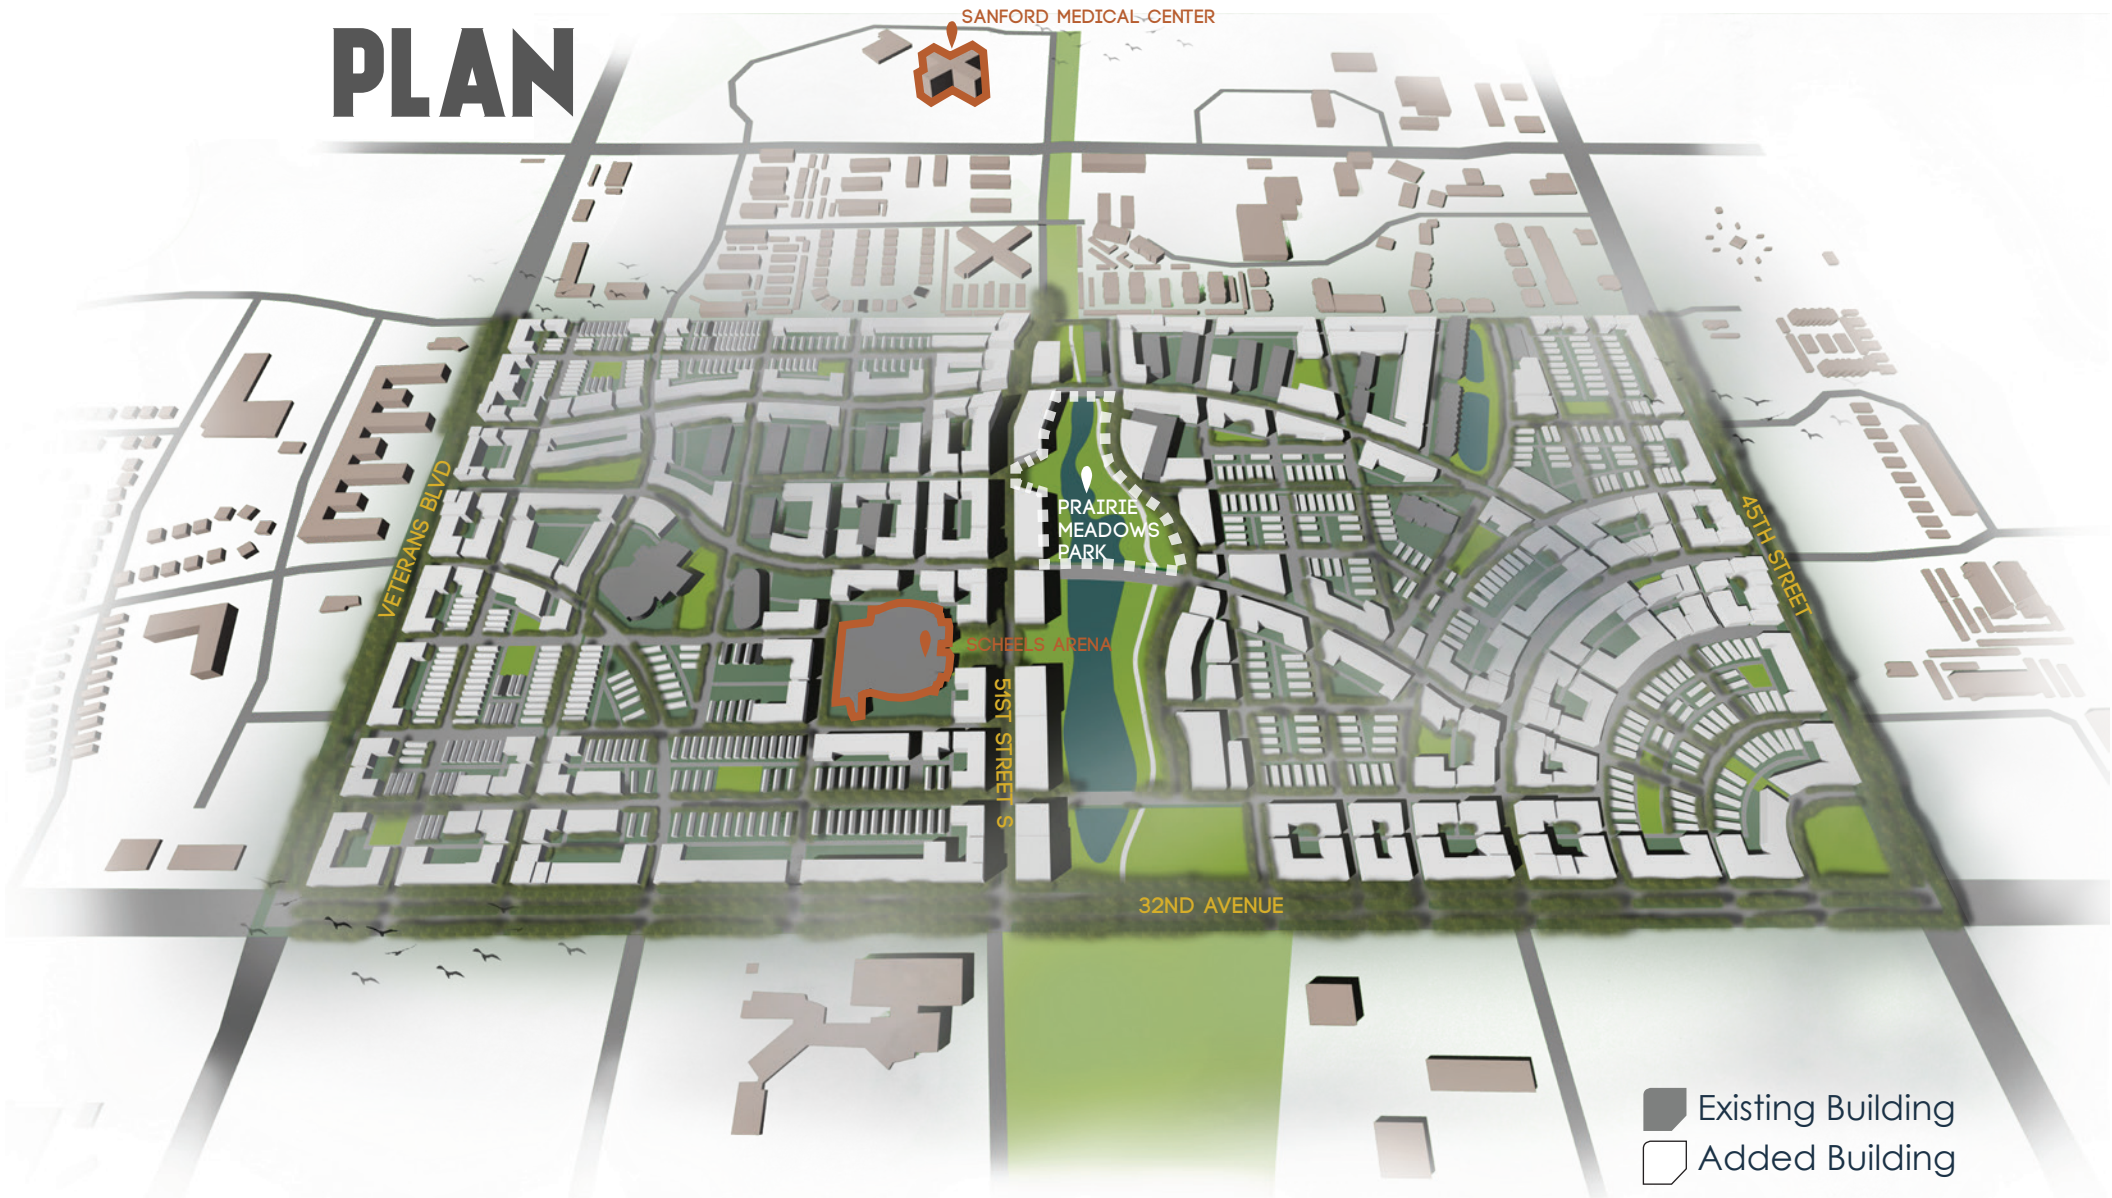 PLAN
SANFORD MEDICAL CENTER
VETERANS BLVD
PRAIRIE
MEADOWS
PARK
45TH STREET
SCHEELS ARENA
51ST STREET S
32ND AVENUE
Existing Building
Added Building